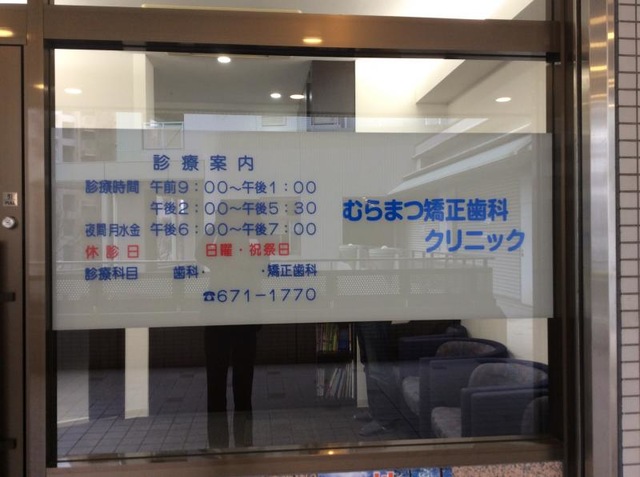 診療案内
診療時間 午前9:00〜午後1:00
午後2:00〜午後5:30
夜間月水金 午後6:00〜午後7:00
休診日 日曜・祝祭日
診療科目 歯科・ ・矯正歯科
☎671-1770
むらまつ矯正歯科
クリニック